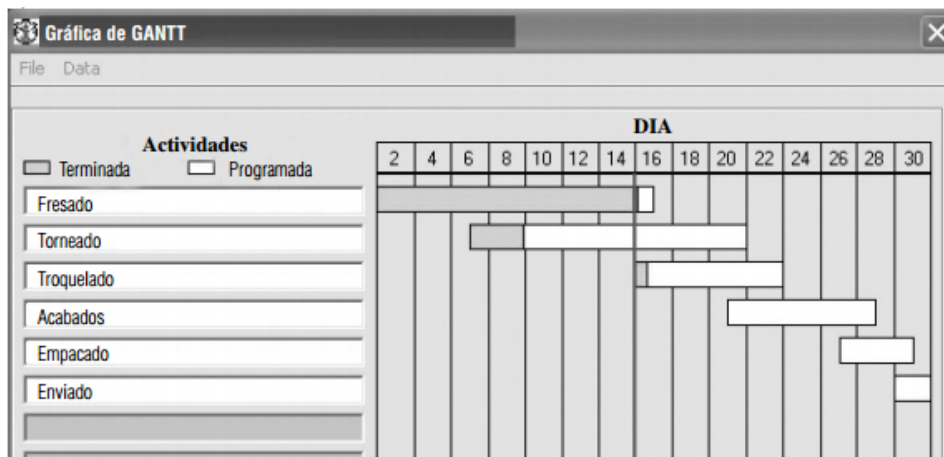 Gráfica de GANTT
File Data
DIA
Actividades
Terminada Programada
2 4 6 8 10 12 14 16 18 20 22 24 26 28 30
Fresado
Torneado
Troquelado
Acabados
Empacado
Enviado